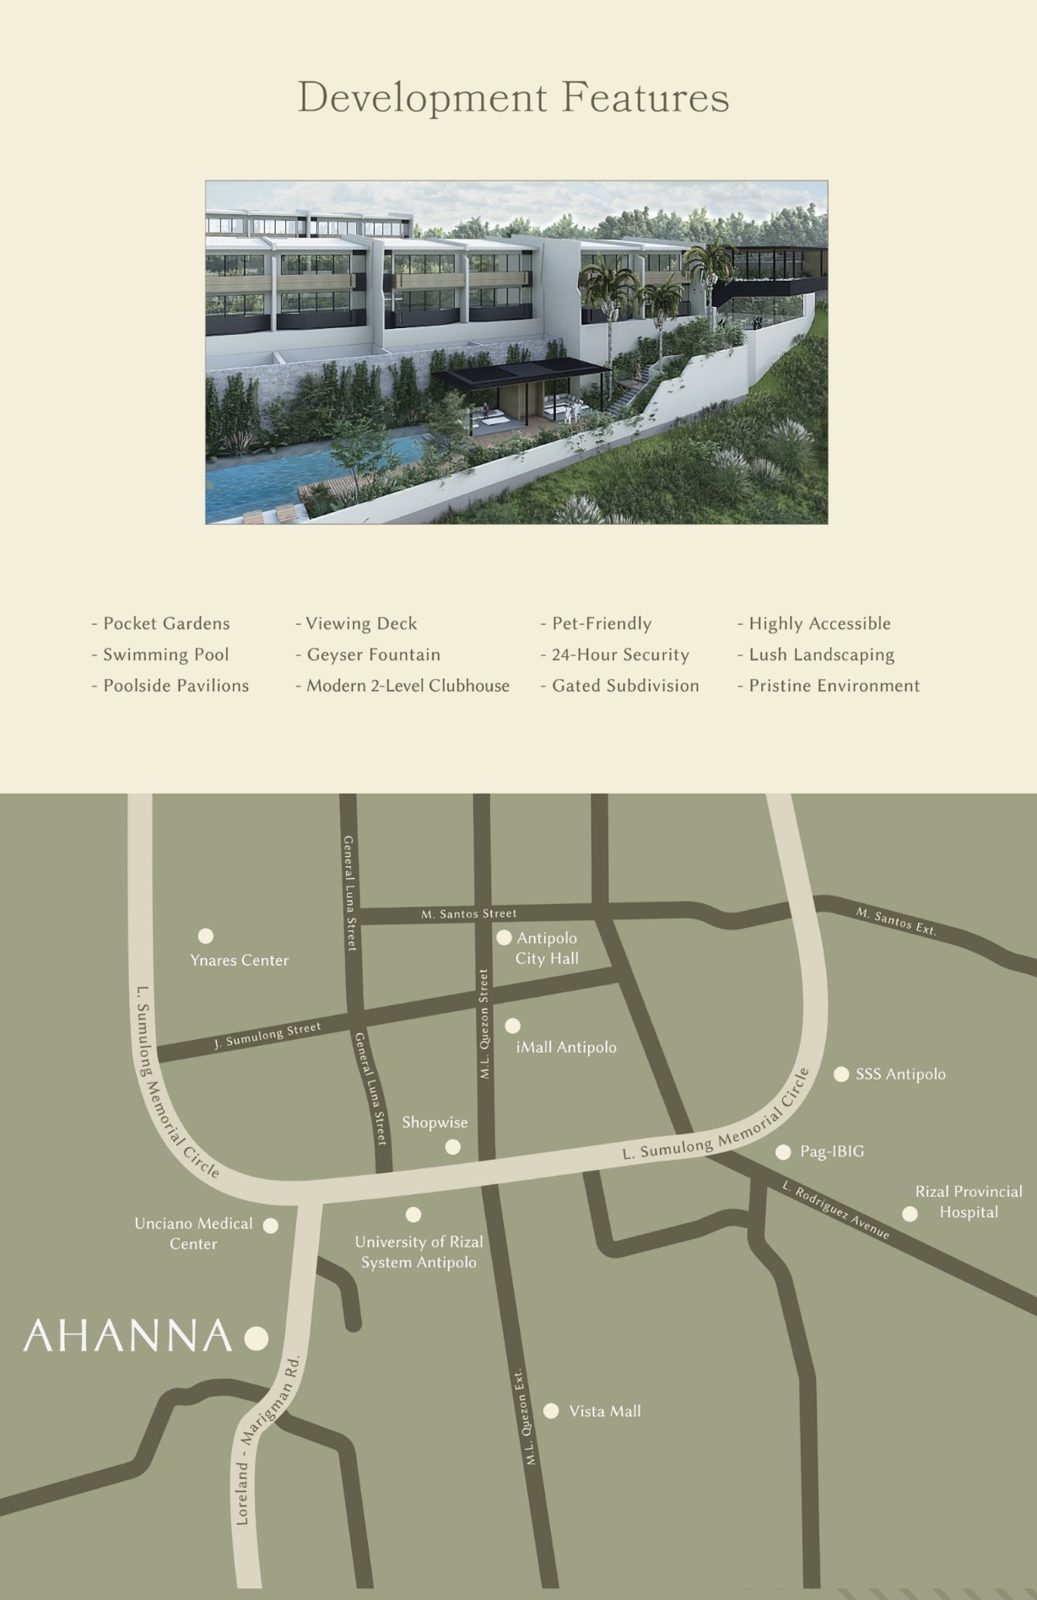 Development Features
- Pocket Gardens
- Swimming Pool
- Poolside Pavilions
- Viewing Deck
- Geyser Fountain
- Modern 2-Level Clubhouse
- Pet-Friendly
- 24-Hour Security
- Gated Subdivision
- Highly Accessible
- Lush Landscaping
- Pristine Environment
General Luna Street
M. Santos Street
M. Santos Ext.
Ynares Center
Antipolo
City Hall
L. Sumulong Memorial Circle
J. Sumulong Street
M.L. Quezon Street
iMall Antipolo
General Luna Street
SSS Antipolo
Shopwise
L. Sumulong Memorial Circle
Pag-IBIG
L. Rodriguez Avenue
Rizal Provincial
Hospital
Unciano Medical
Center
University of Rizal
System Antipolo
AHANNA
Loreland - Marigman Rd.
M.L. Quezon Ext.
Vista Mall